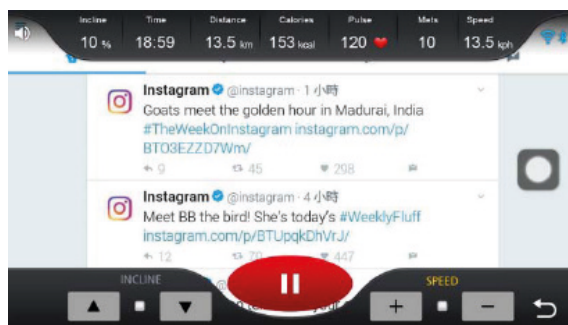 Incline Time Distance Calories Pulse Mets Speed
10 % 18:59 13.5 km 153 kcal 120 10 13.5 kph
Instagram @instagram · 1 小時
Goats meet the golden hour in Madurai, India
#TheWeekOnInstagram instagram.com/p/
BTO3EZZD7Wm/
9 45 298
Instagram @instagram · 4 小時
Meet BB the bird! She's today's #WeeklyFluff
instagram.com/p/BTUpqkDhVrJ/
12 79 447
INCLINE SPEED